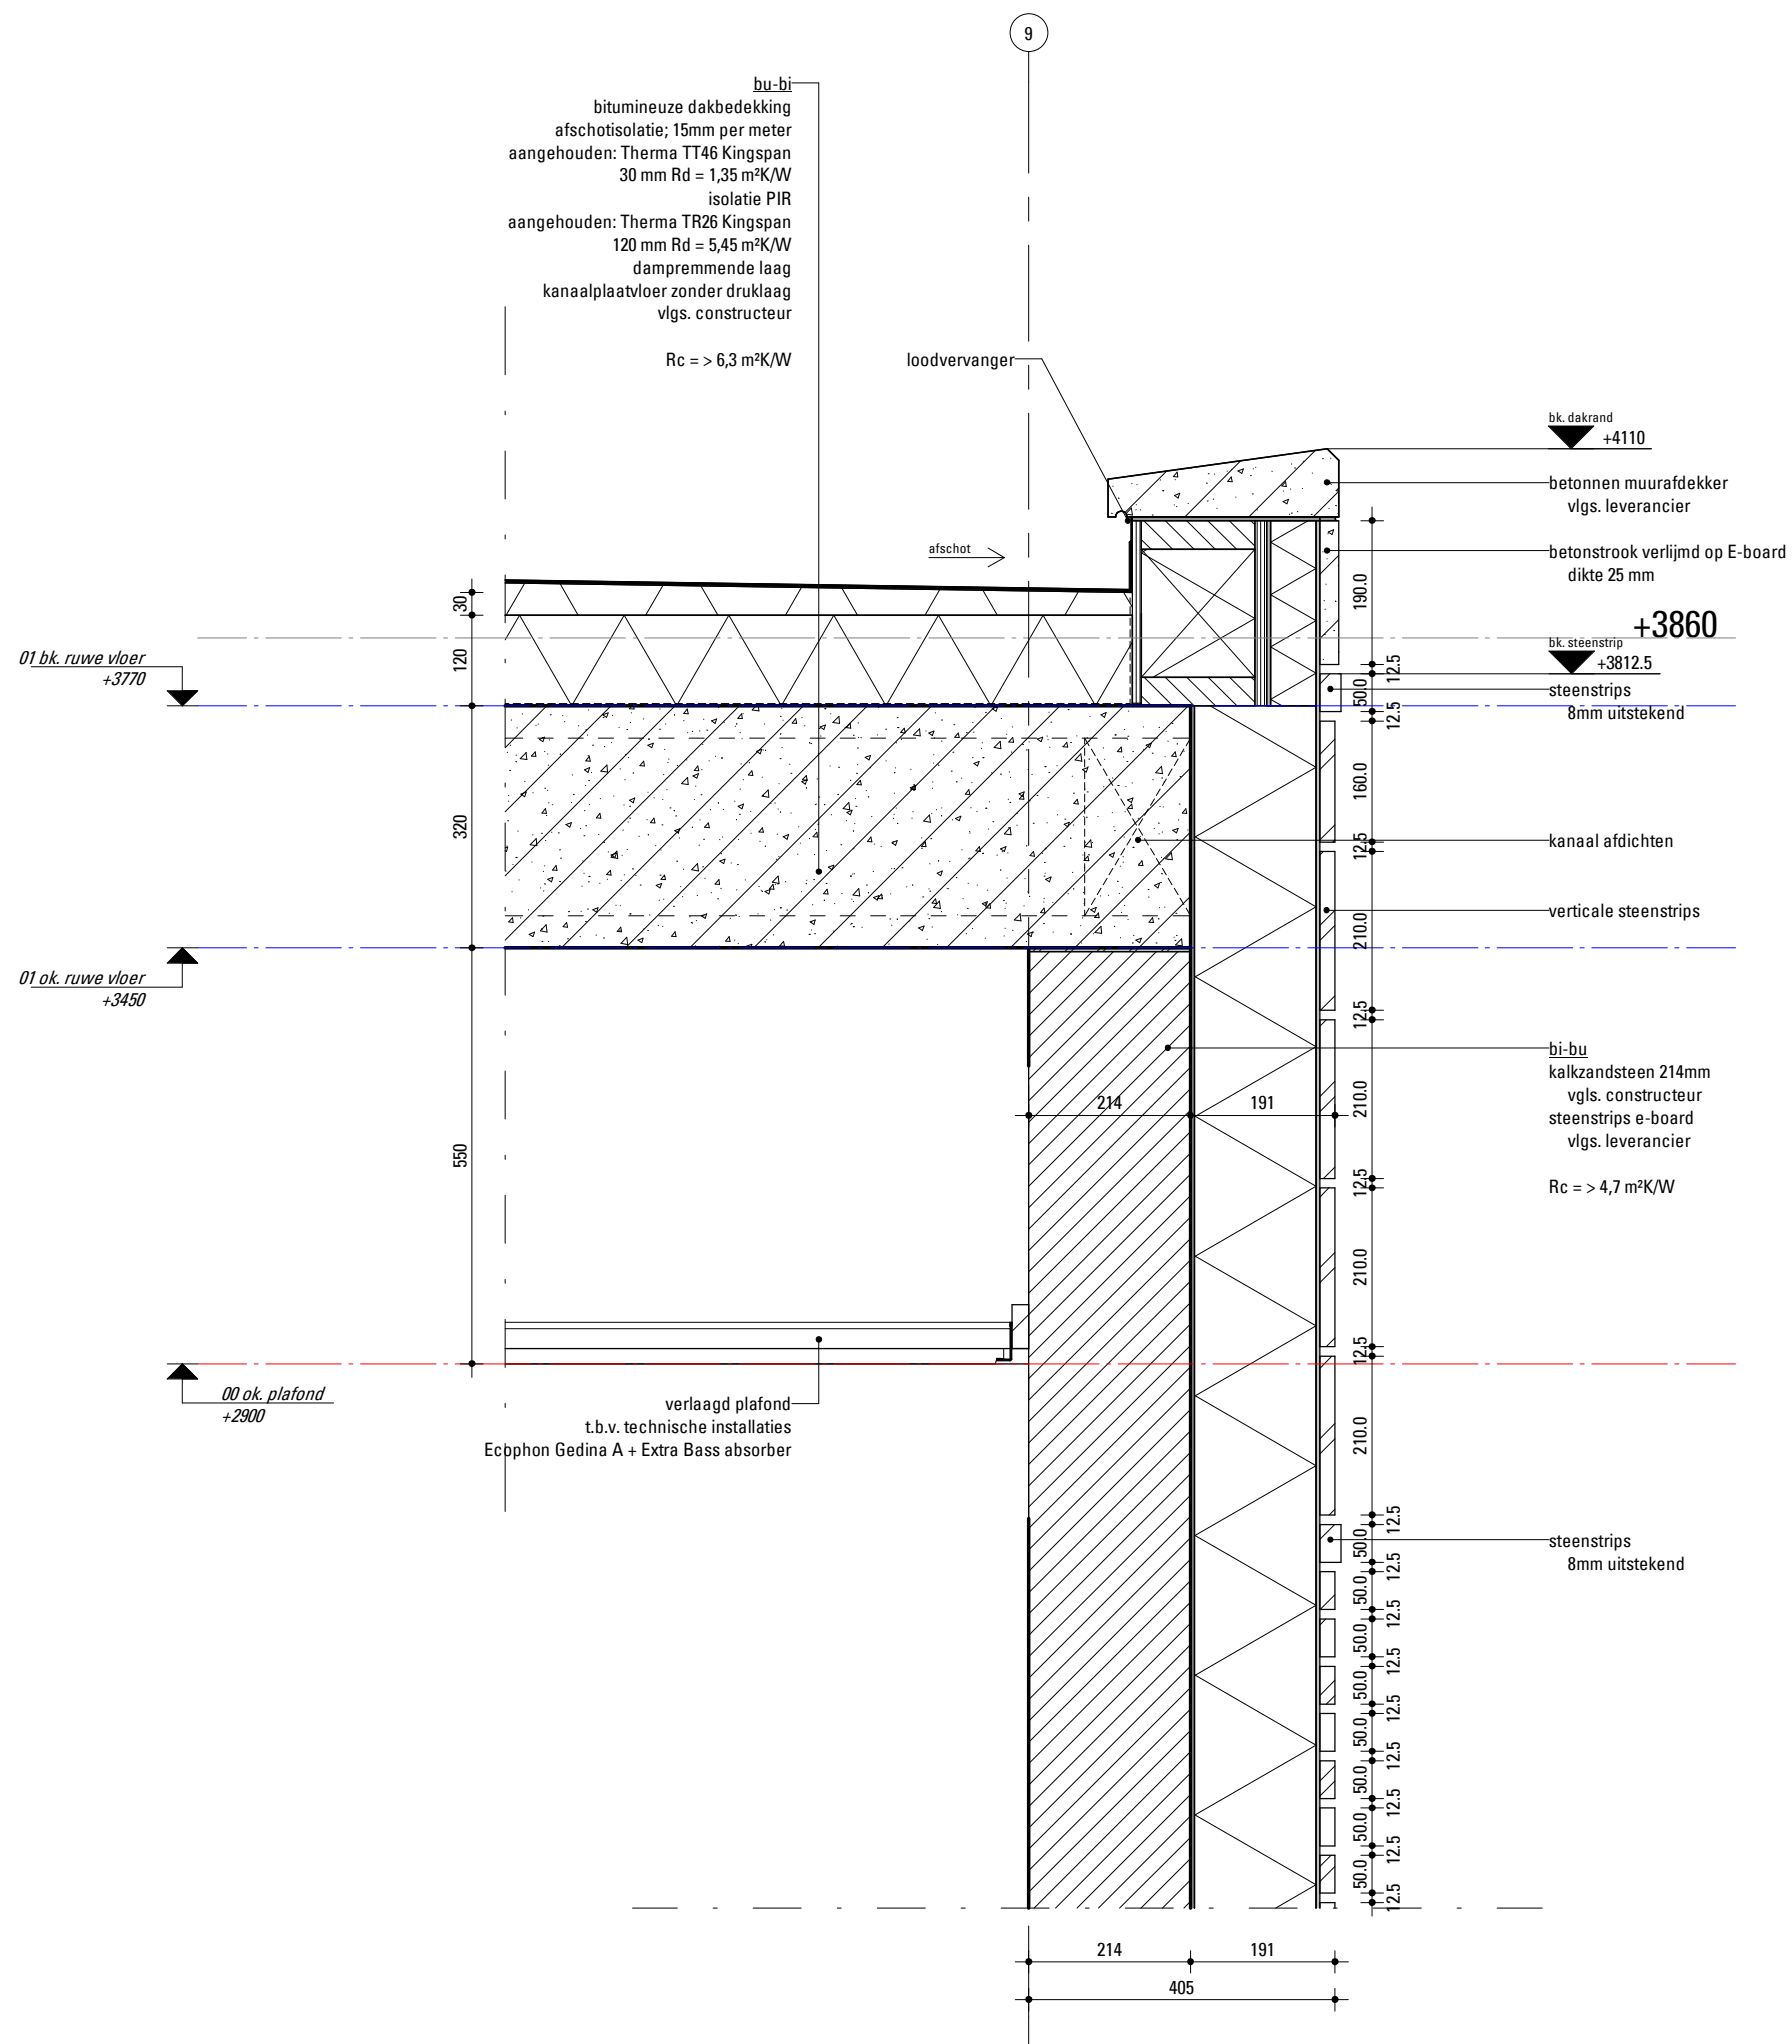 9
bu-bi
bitumineuze dakbedekking
afschotisolatie; 15mm per meter
aangehouden: Therma TT46 Kingspan
30 mm Rd = 1,35 m²K/W
isolatie PIR
aangehouden: Therma TR26 Kingspan
120 mm Rd = 5,45 m²K/W
dampremmende laag
kanaalplaatvloer zonder druklaag
vlgs. constructeur
Rc = > 6,3 m²K/W
loodvervanger
bk. dakrand
+4110
betonnen muurafdekker
vlgs. leverancier
afschot
betonstrook verlijmd op E-board
dikte 25 mm
+3860
bk. steenstrip
+3812.5
steenstrips
8mm uitstekend
01 bk. ruwe vloer
+3770
30
120
320
550
kanaal afdichten
verticale steenstrips
01 ok. ruwe vloer
+3450
bi-bu
kalkzandsteen 214mm
vgls. constructeur
steenstrips e-board
vlgs. leverancier
Rc = > 4,7 m²K/W
214
191
00 ok. plafond
+2900
verlaagd plafond
t.b.v. technische installaties
Ecophon Gedina A + Extra Bass absorber
steenstrips
8mm uitstekend
190.0
12.5
50.0
12.5
160.0
12.5
210.0
12.5
210.0
12.5
210.0
12.5
210.0
12.5
50.0
12.5
50.0
12.5
50.0
12.5
50.0
12.5
50.0
12.5
50.0
12.5
50.0
12.5
50.0
12.5
214
191
405